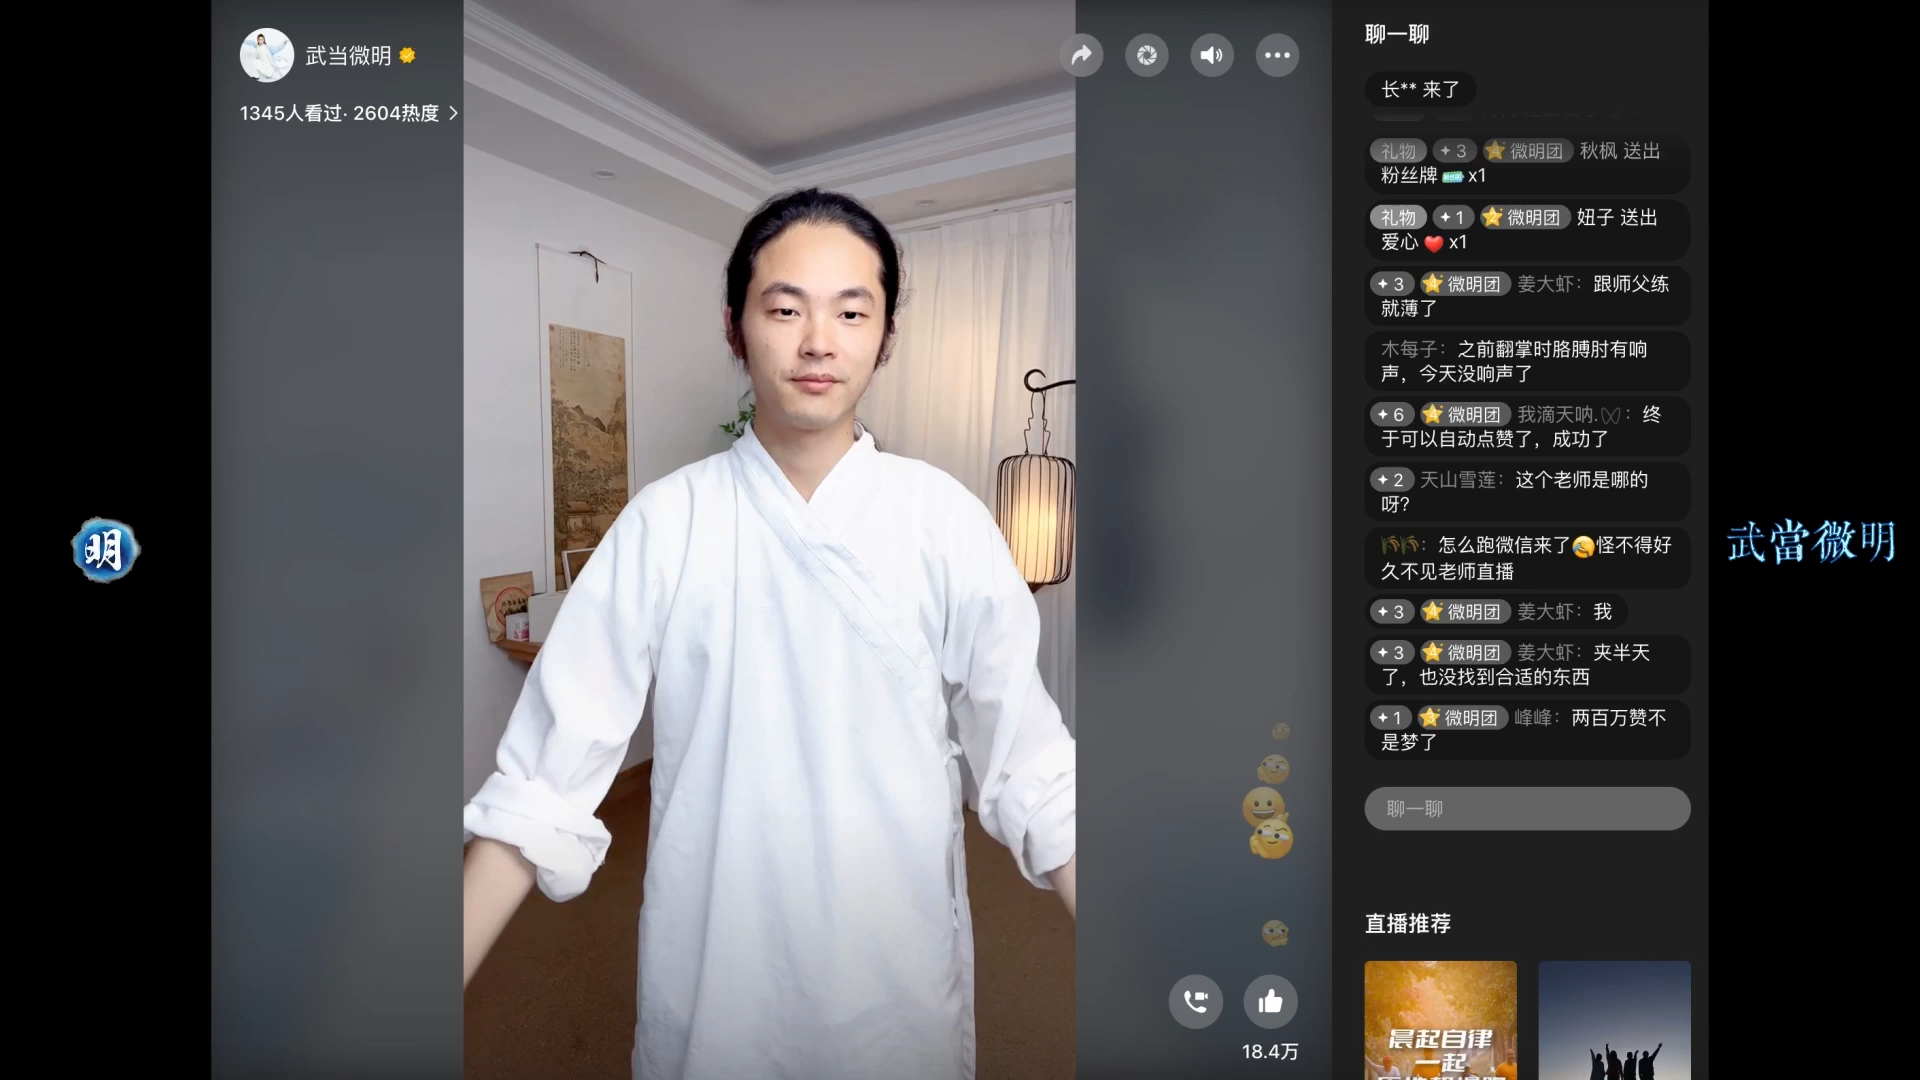 武当微明
1345人看过· 2604热度
明
18.4万
聊一聊
长** 来了
礼物 3 微明团 秋枫 送出
粉丝牌 x1
礼物 1 微明团 妞子 送出
爱心 x1
3 微明团 姜大虾：跟师父练
就薄了
木每子：之前翻掌时胳膊肘有响
声，今天没响声了
6 微明团 我滴天呐. ：终
于可以自动点赞了，成功了
2 天山雪莲：这个老师是哪的
呀?
：怎么跑微信来了怪不得好
久不见老师直播
3 微明团 姜大虾：我
3 微明团 姜大虾：夹半天
了，也没找到合适的东西
1 微明团 峰峰：两百万赞不
是梦了
聊一聊
直播推荐
晨起自律
一起
武當微明